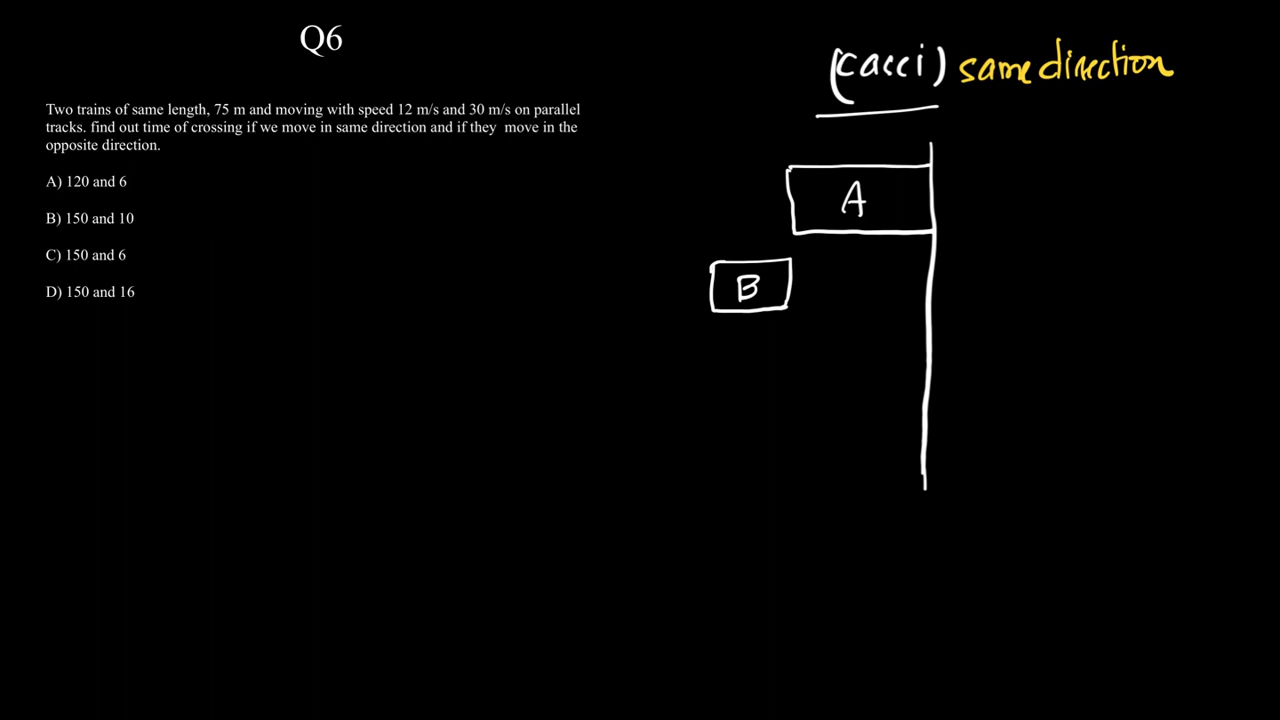 Q6
(cacci) same direction
Two trains of same length, 75 m and moving with speed 12 m/s and 30 m/s on parallel
tracks. find out time of crossing if we move in same direction and if they move in the
opposite direction.
A) 120 and 6
B) 150 and 10
C) 150 and 6
D) 150 and 16
A
B